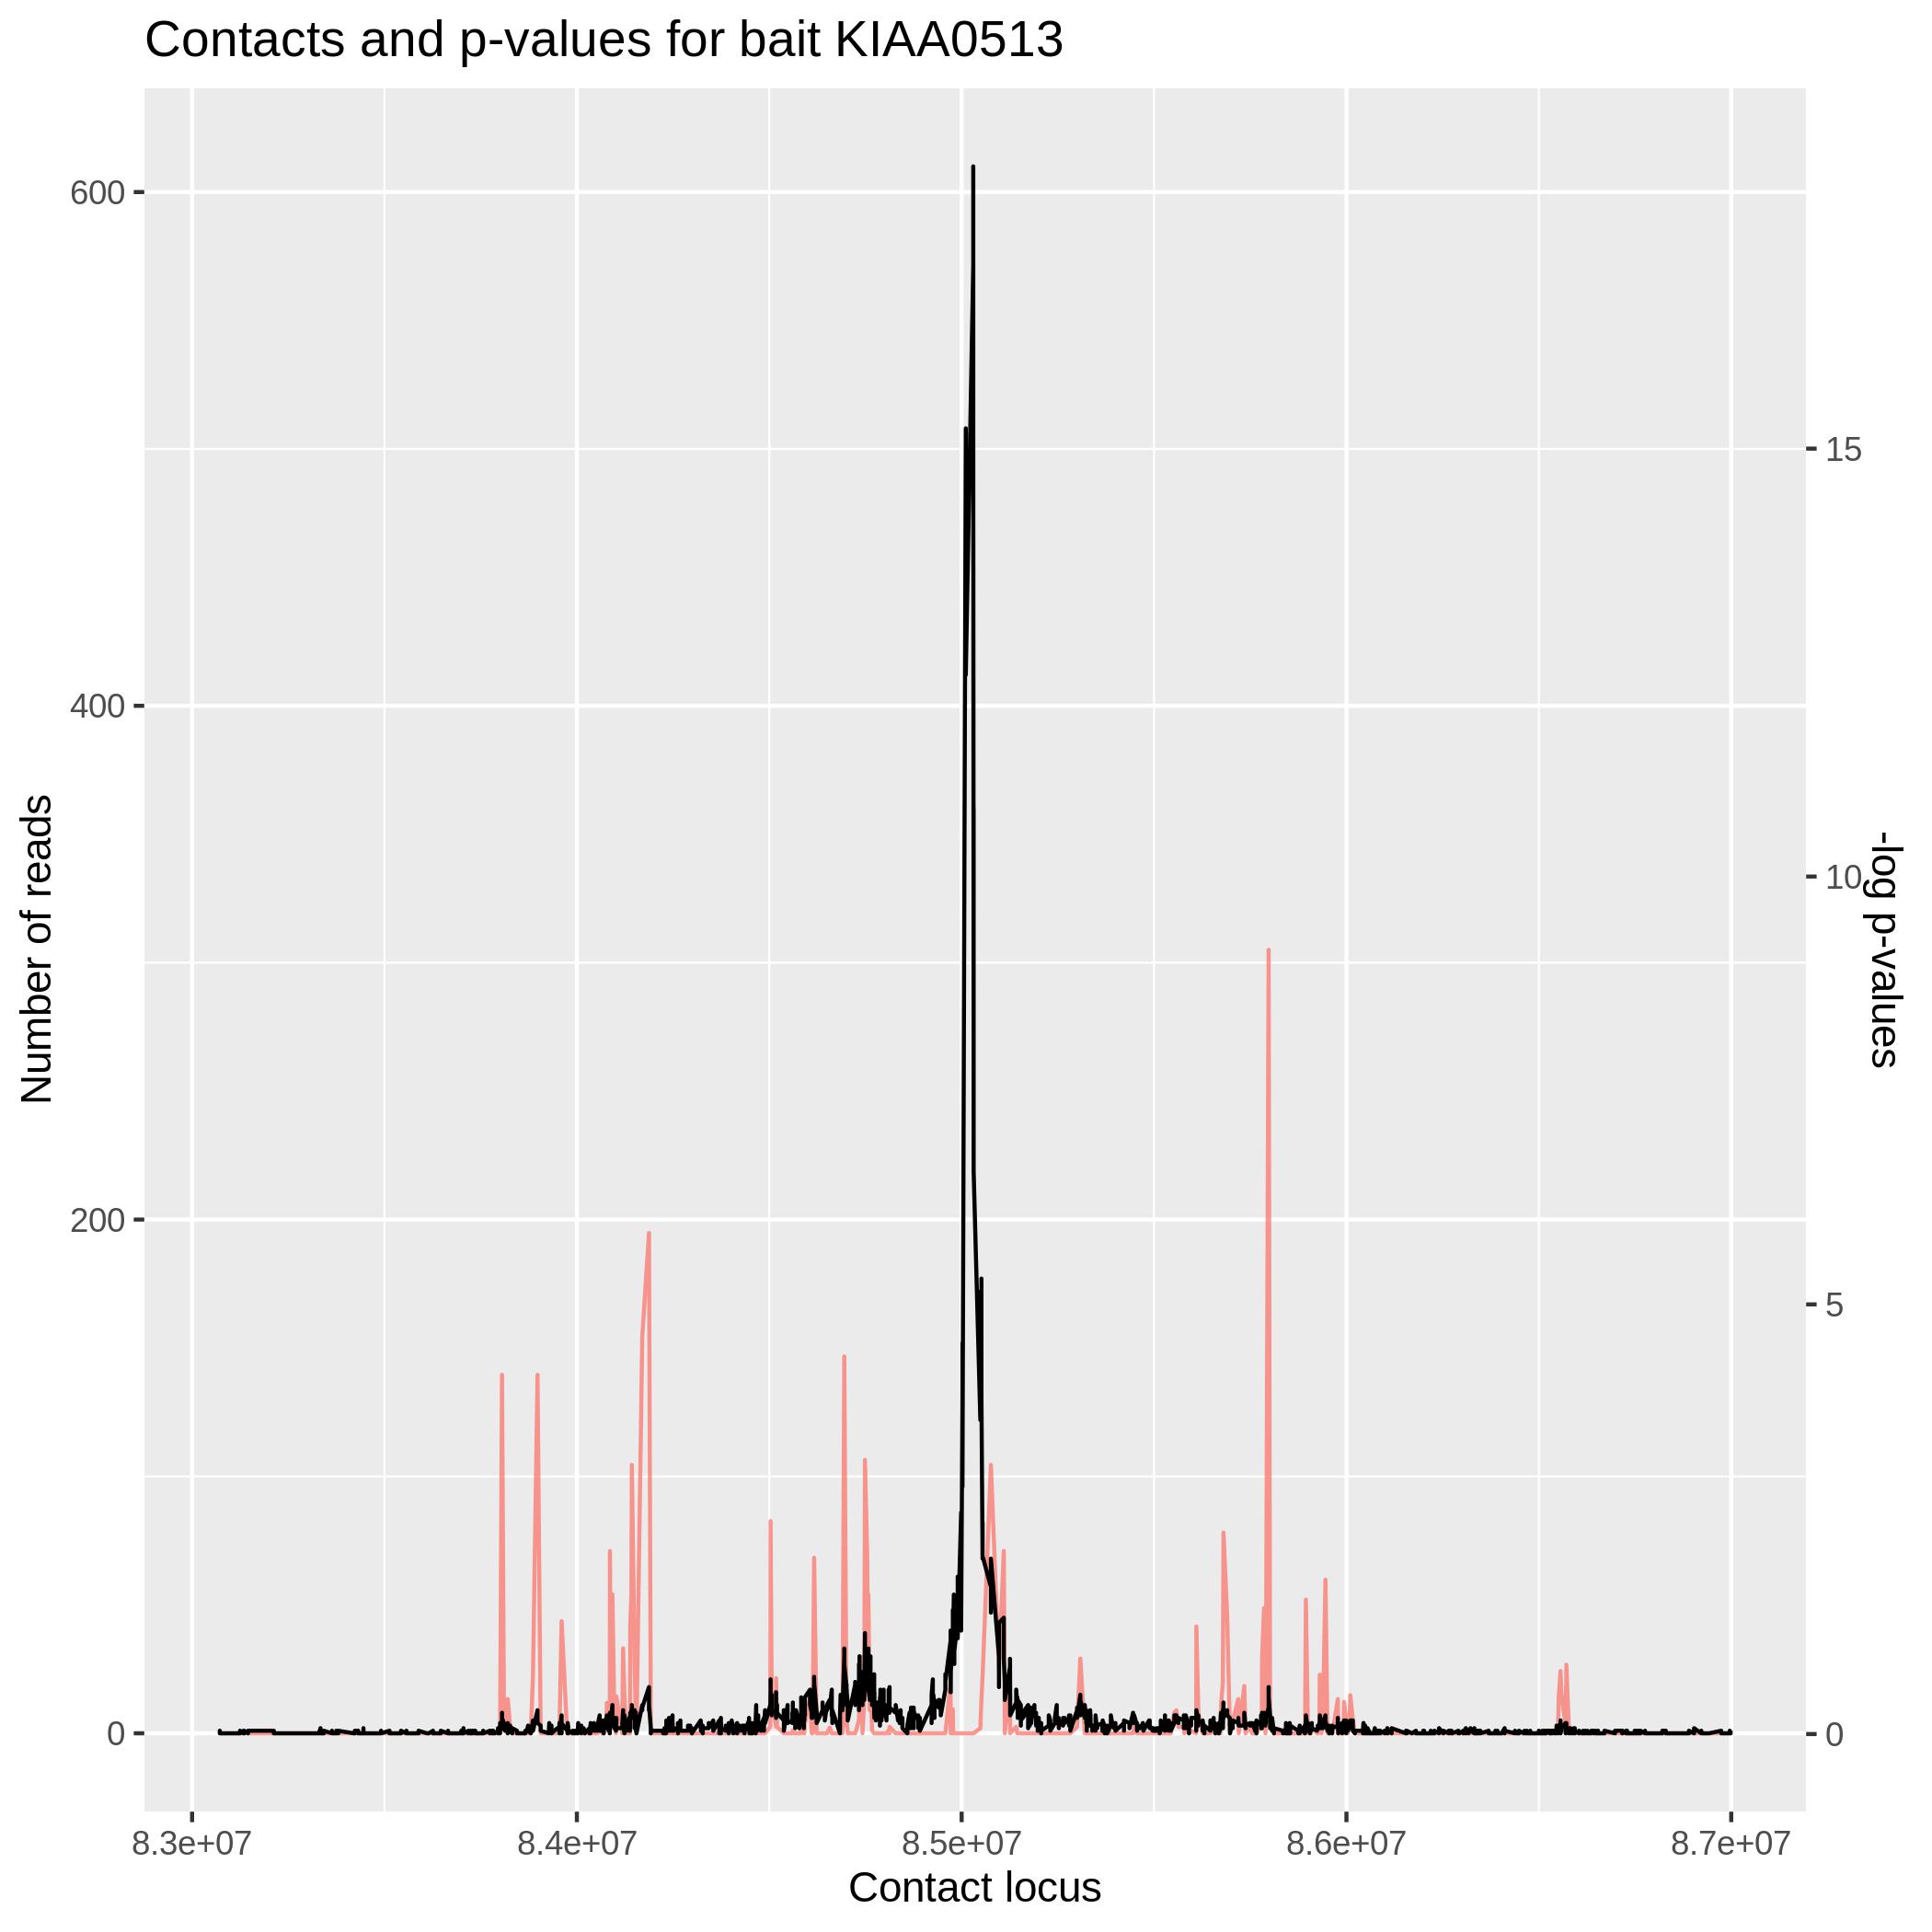 Contacts and p-values for bait KIAA0513
600
400
200
0
Number of reads
15
10
5
0
-log p-values
8.3e+07
8.4e+07
8.5e+07
8.6e+07
8.7e+07
Contact locus